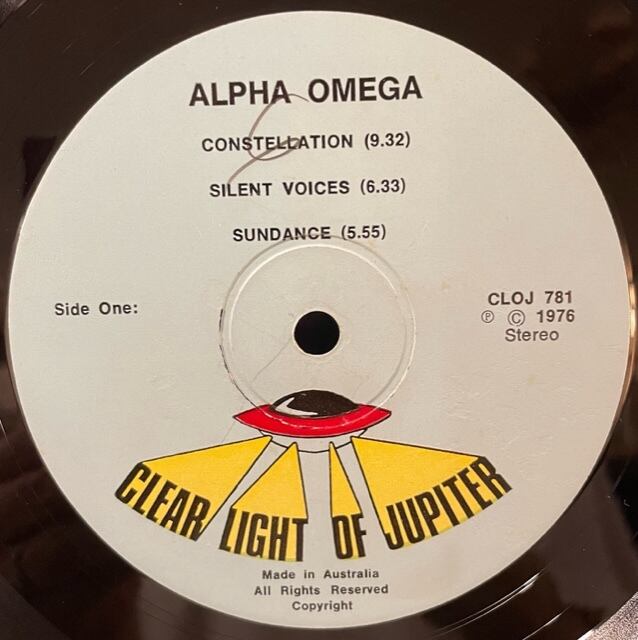 ALPHA OMEGA
CONSTELLATION (9.32)
SILENT VOICES (6.33)
SUNDANCE (5.55)
Side One:
CLOJ 781
℗ © 1976
Stereo
CLEAR LIGHT OF JUPITER
Made in Australia
All Rights Reserved
Copyright